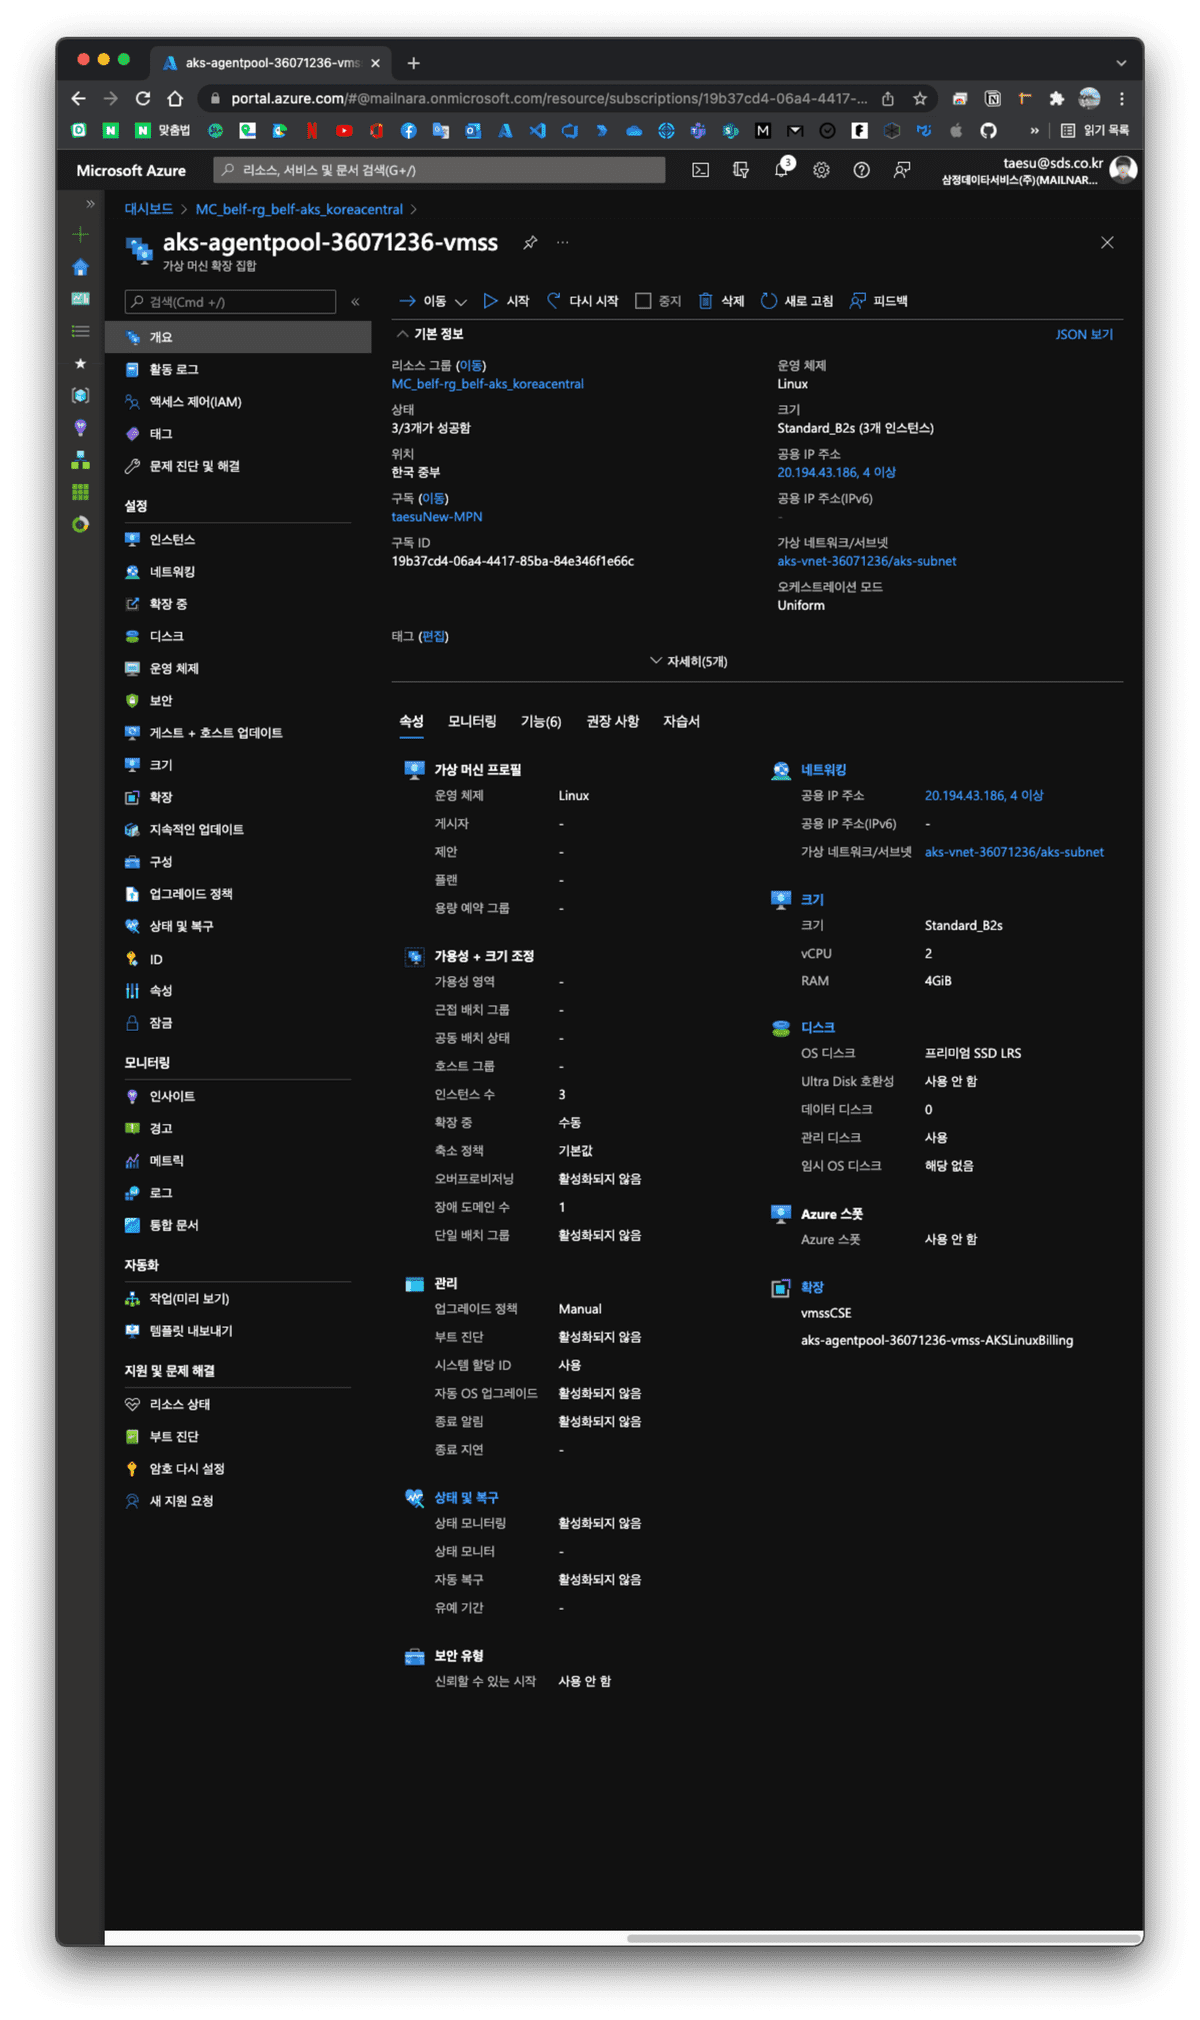 aks-agentpool-36071236-vms
portal.azure.com/#@mailnara.onmicrosoft.com/resource/subscriptions/19b37cd4-06a4-4417-...
맞춤법
읽기 목록
Microsoft Azure
리소스, 서비스 및 문서 검색(G+/)
3
taesu@sds.co.kr
삼정데이타서비스(주)(MAILNAR...
대시보드 > MC_belf-rg_belf-aks_koreacentral >
aks-agentpool-36071236-vmss
가상 머신 확장 집합
검색(Cmd +/)
이동
시작
다시 시작
중지
삭제
새로 고침
피드백
개요
활동 로그
액세스 제어(IAM)
태그
문제 진단 및 해결
설정
인스턴스
네트워킹
확장 중
디스크
운영 체제
보안
게스트 + 호스트 업데이트
크기
확장
지속적인 업데이트
구성
업그레이드 정책
상태 및 복구
ID
속성
잠금
모니터링
인사이트
경고
메트릭
로그
통합 문서
자동화
작업(미리 보기)
템플릿 내보내기
지원 및 문제 해결
리소스 상태
부트 진단
암호 다시 설정
새 지원 요청
기본 정보
JSON 보기
리소스 그룹 (이동)
MC_belf-rg_belf-aks_koreacentral
상태
3/3개가 성공함
위치
한국 중부
구독 (이동)
taesuNew-MPN
구독 ID
19b37cd4-06a4-4417-85ba-84e346f1e66c
운영 체제
Linux
크기
Standard_B2s (3개 인스턴스)
공용 IP 주소
20.194.43.186, 4 이상
공용 IP 주소(IPv6)
-
가상 네트워크/서브넷
aks-vnet-36071236/aks-subnet
오케스트레이션 모드
Uniform
태그 (편집)
자세히(5개)
속성
모니터링
기능(6)
권장 사항
자습서
가상 머신 프로필
운영 체제 Linux
게시자 -
제안 -
플랜 -
용량 예약 그룹 -
가용성 + 크기 조정
가용성 영역 -
근접 배치 그룹 -
공동 배치 상태 -
호스트 그룹 -
인스턴스 수 3
확장 중 수동
축소 정책 기본값
오버프로비저닝 활성화되지 않음
장애 도메인 수 1
단일 배치 그룹 활성화되지 않음
관리
업그레이드 정책 Manual
부트 진단 활성화되지 않음
시스템 할당 ID 사용
자동 OS 업그레이드 활성화되지 않음
종료 알림 활성화되지 않음
종료 지연 -
상태 및 복구
상태 모니터링 활성화되지 않음
상태 모니터 -
자동 복구 활성화되지 않음
유예 기간 -
보안 유형
신뢰할 수 있는 시작 사용 안 함
네트워킹
공용 IP 주소 20.194.43.186, 4 이상
공용 IP 주소(IPv6) -
가상 네트워크/서브넷 aks-vnet-36071236/aks-subnet
크기
크기 Standard_B2s
vCPU 2
RAM 4GiB
디스크
OS 디스크 프리미엄 SSD LRS
Ultra Disk 호환성 사용 안 함
데이터 디스크 0
관리 디스크 사용
임시 OS 디스크 해당 없음
Azure 스폿
Azure 스폿 사용 안 함
확장
vmssCSE
aks-agentpool-36071236-vmss-AKSLinuxBilling